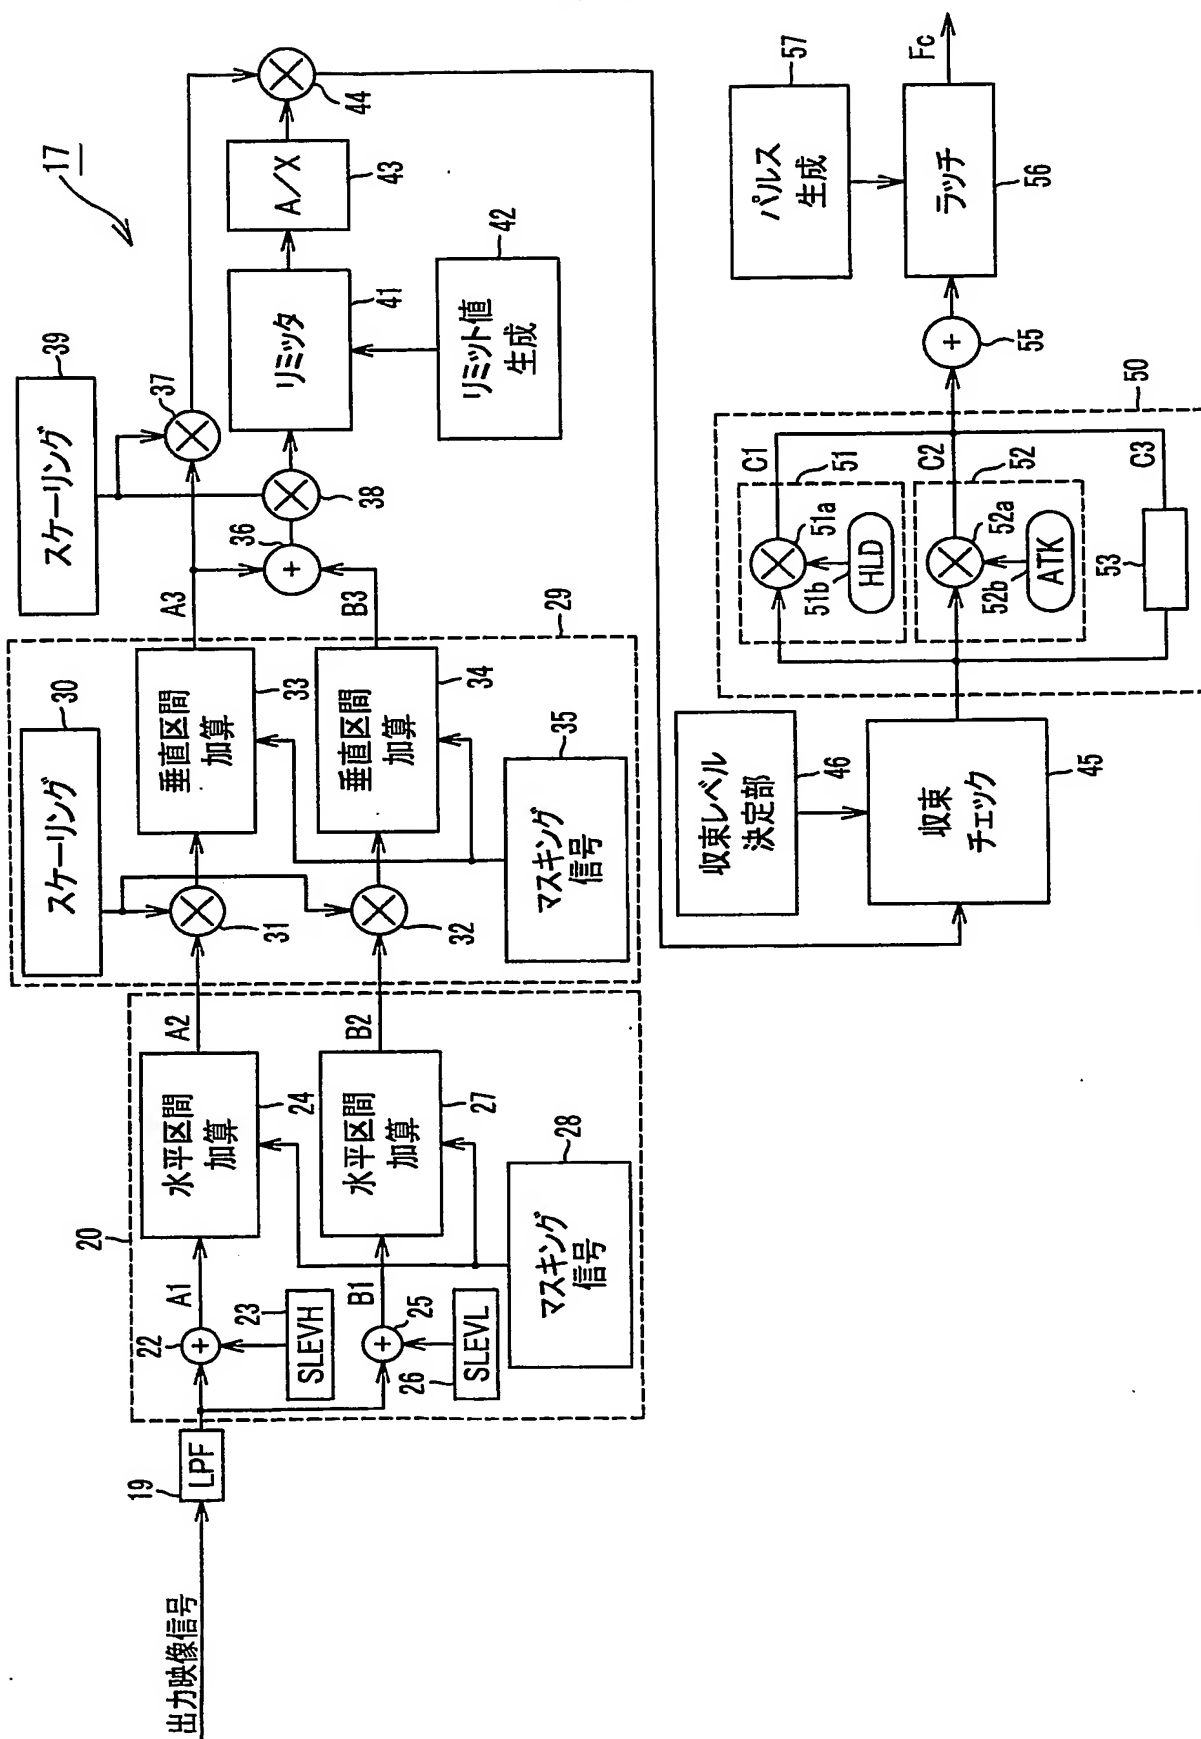 17
出力映像信号
19
LPF
20
22
A1
23
SLEVH
水平区間
加算
24
A2
25
B1
26
SLEVL
水平区間
加算
27
B2
マスキング
信号
28
29
スケーリング
30
31
32
垂直区間
加算
33
A3
垂直区間
加算
34
B3
マスキング
信号
35
36
37
38
スケーリング
39
リミッタ
41
リミット値
生成
42
A/X
43
44
収束
チェック
45
収束レベル
決定部
46
50
C1
51
51a
51b
HLD
C2
52
52a
52b
ATK
C3
53
55
ラッチ
56
パルス
生成
57
Fc